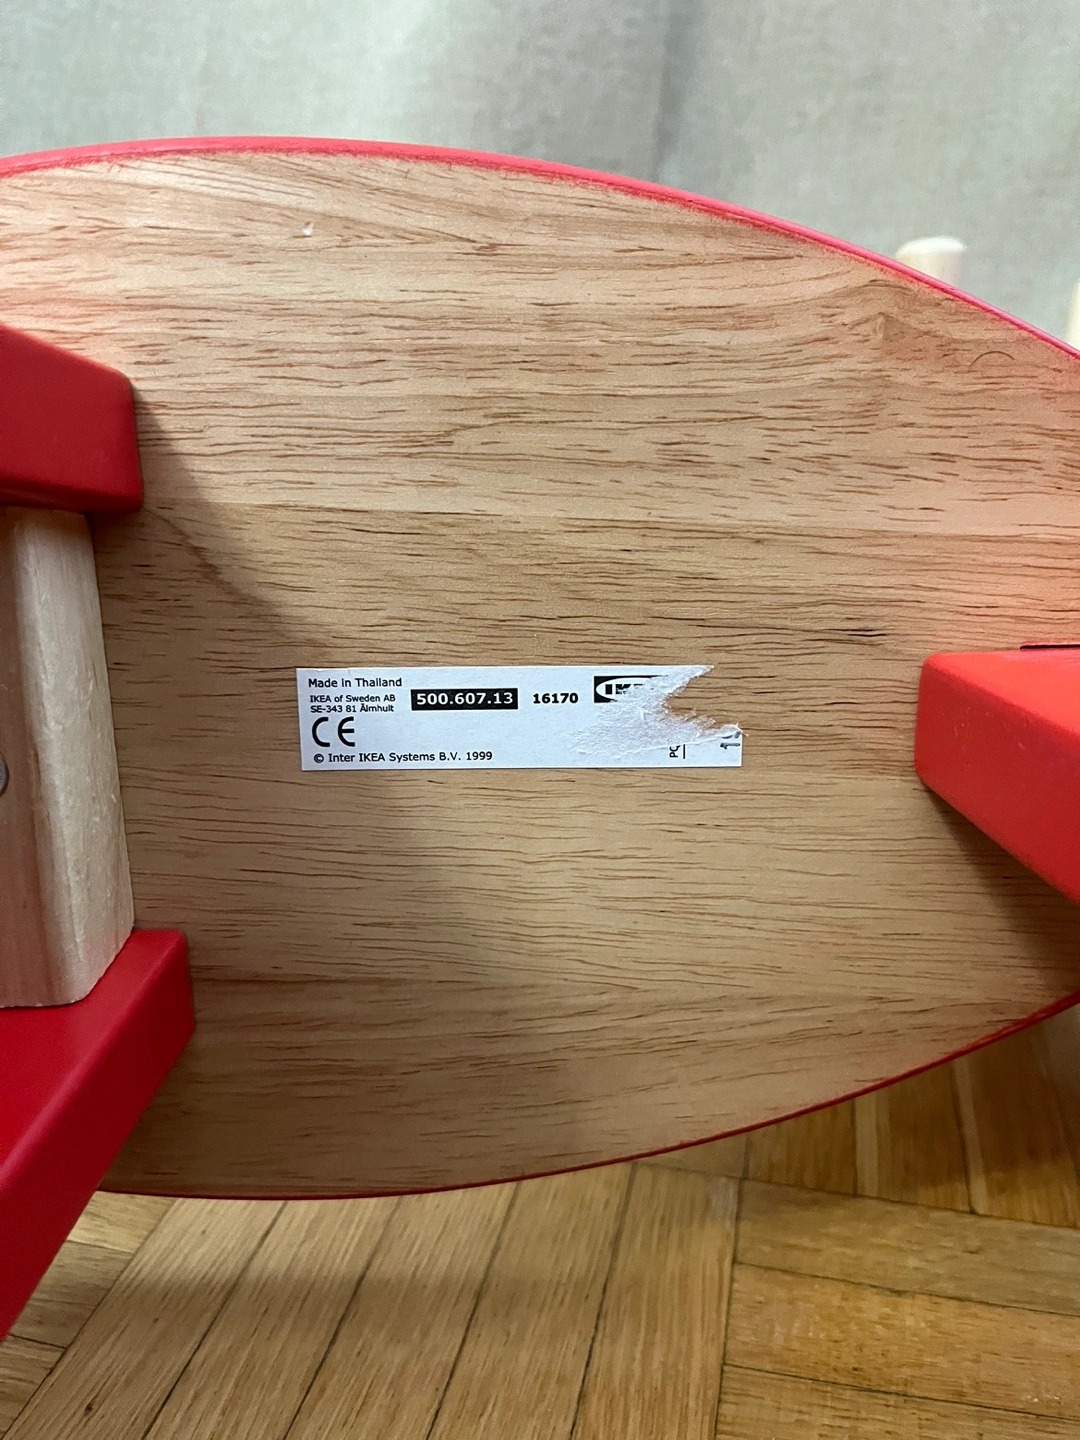 Made in Thailand
IKEA of Sweden AB
SE-343 81 Älmhult
500.607.13
16170
CE
© Inter IKEA Systems B.V. 1999